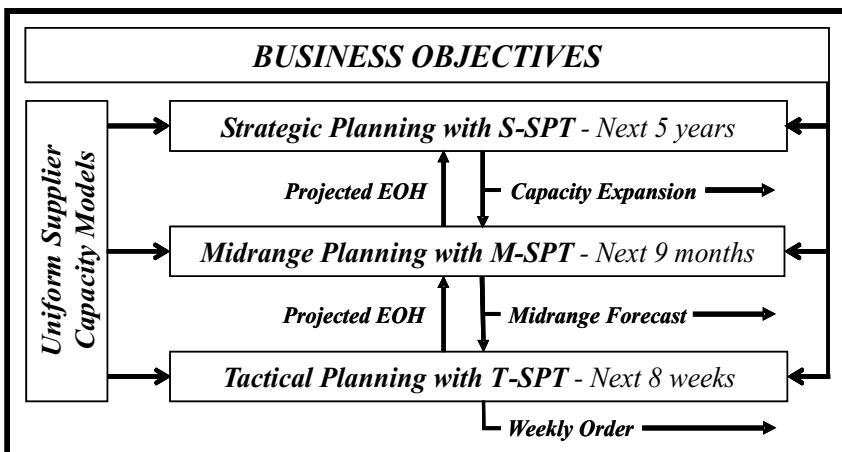 BUSINESS OBJECTIVES
Uniform Supplier
Capacity Models
Strategic Planning with S-SPT - Next 5 years
Projected EOH
Capacity Expansion
Midrange Planning with M-SPT - Next 9 months
Projected EOH
Midrange Forecast
Tactical Planning with T-SPT - Next 8 weeks
Weekly Order